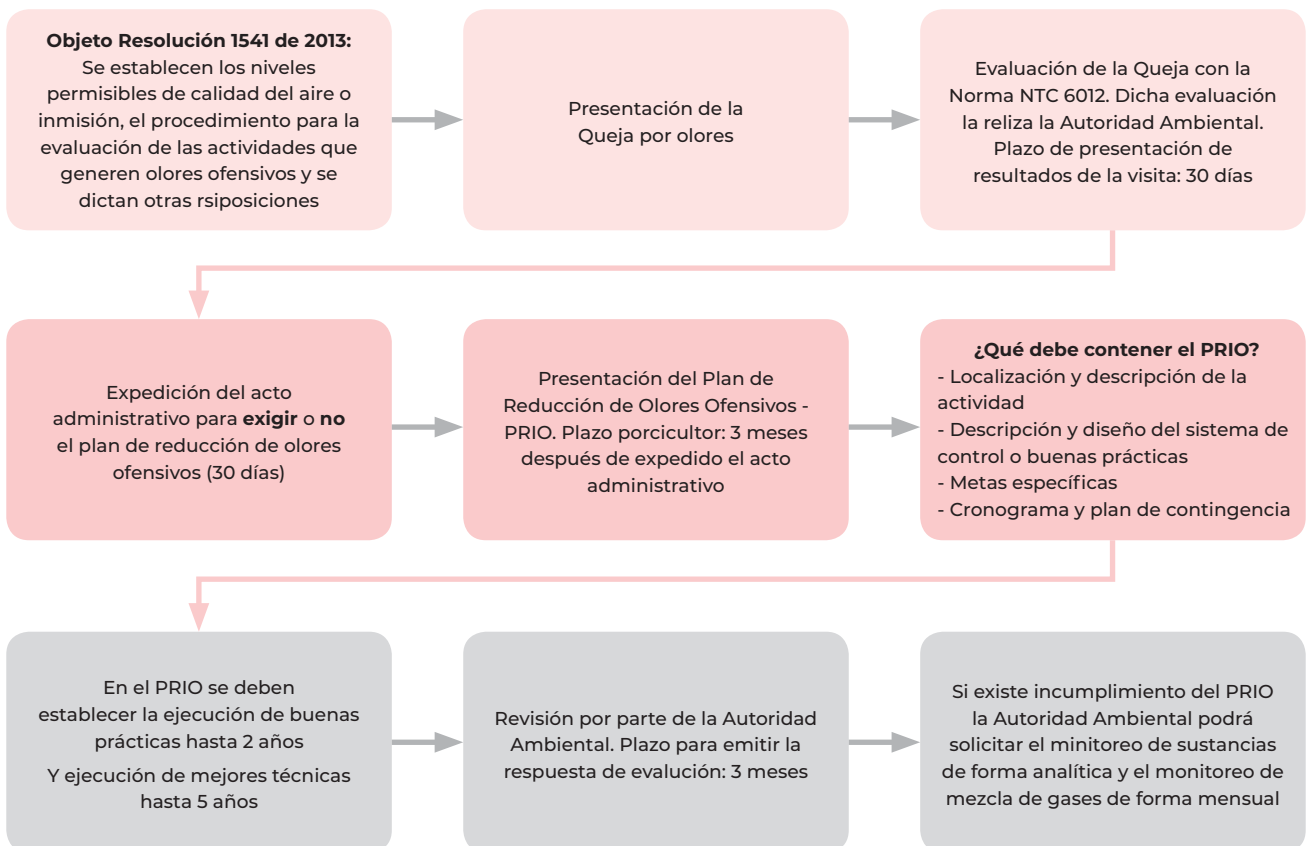 Objeto Resolución 1541 de 2013:
Se establecen los niveles
permisibles de calidad del aire o
inmisión, el procedimiento para la
evaluación de las actividades que
generen olores ofensivos y se
dictan otras rsiposiciones
Presentación de la
Queja por olores
Evaluación de la Queja con la
Norma NTC 6012. Dicha evaluación
la reliza la Autoridad Ambiental.
Plazo de presentación de
resultados de la visita: 30 días
Expedición del acto
administrativo para exigir o no
el plan de reducción de olores
ofensivos (30 días)
Presentación del Plan de
Reducción de Olores Ofensivos -
PRIO. Plazo porcicultor: 3 meses
después de expedido el acto
administrativo
¿Qué debe contener el PRIO?
- Localización y descripción de la
actividad
- Descripción y diseño del sistema de
control o buenas prácticas
- Metas específicas
- Cronograma y plan de contingencia
En el PRIO se deben
establecer la ejecución de buenas
prácticas hasta 2 años
Y ejecución de mejores técnicas
hasta 5 años
Revisión por parte de la Autoridad
Ambiental. Plazo para emitir la
respuesta de evalución: 3 meses
Si existe incumplimiento del PRIO
la Autoridad Ambiental podrá
solicitar el minitoreo de sustancias
de forma analítica y el monitoreo de
mezcla de gases de forma mensual